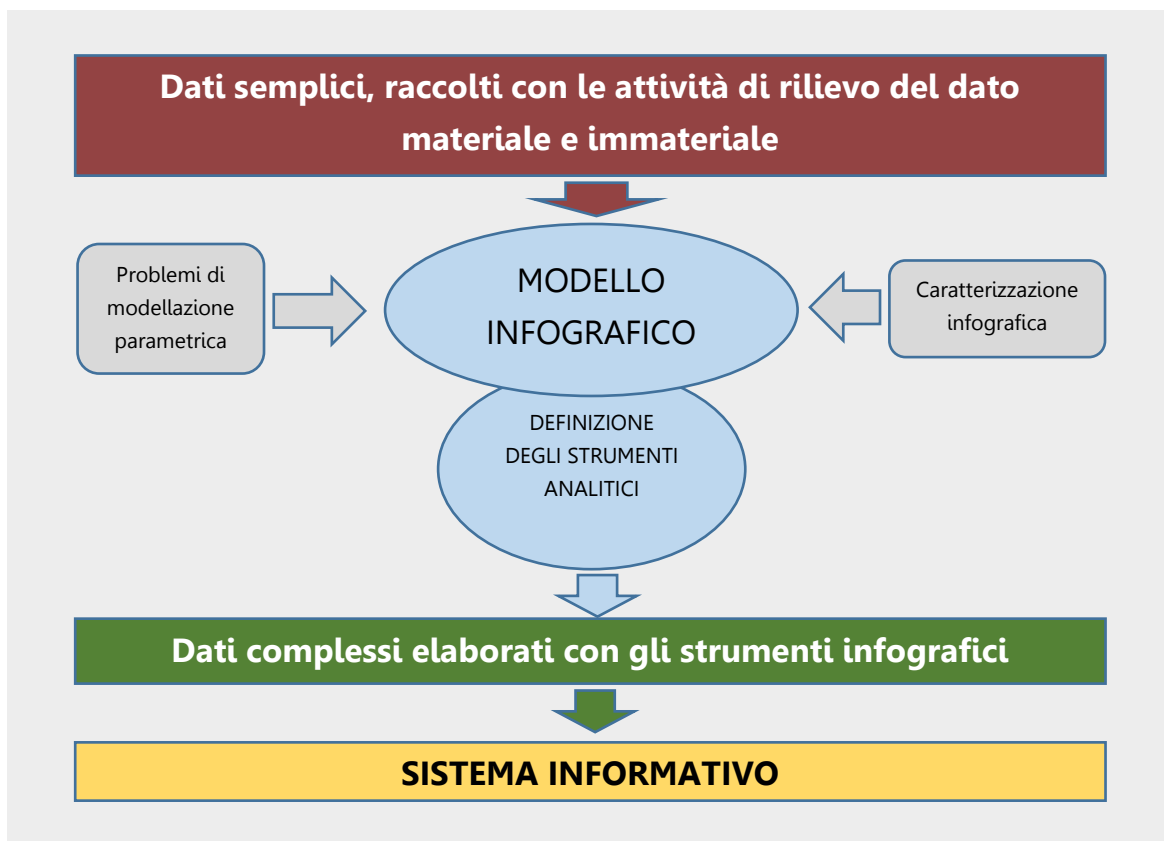 Dati semplici, raccolti con le attività di rilievo del dato
materiale e immateriale
MODELLO
INFOGRAFICO
Problemi di
modellazione
parametrica
Caratterizzazione
infografica
DEFINIZIONE
DEGLI STRUMENTI
ANALITICI
Dati complessi elaborati con gli strumenti infografici
SISTEMA INFORMATIVO